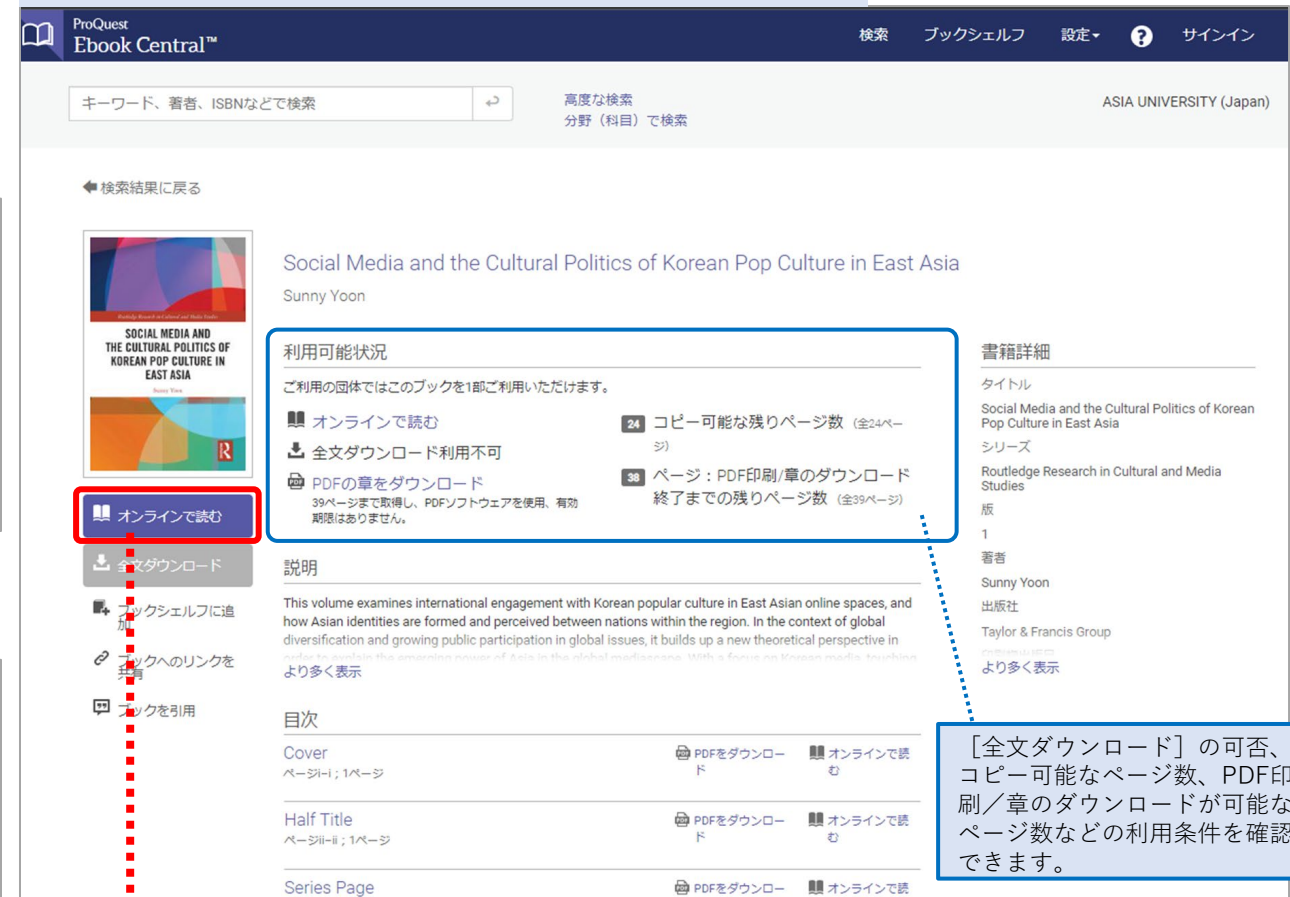 ProQuest
Ebook Central™
検索 ブックシェルフ 設定 サインイン
キーワード、著者、ISBNなどで検索
高度な検索
分野（科目）で検索
ASIA UNIVERSITY (Japan)
検索結果に戻る
Routledge Research in Cultural and Media Studies
SOCIAL MEDIA AND
THE CULTURAL POLITICS OF
KOREAN POP CULTURE IN
EAST ASIA
Sunny Yoon
R
オンラインで読む
全文ダウンロード
ブックシェルフに追
加
ブックへのリンクを
共有
ブックを引用
Social Media and the Cultural Politics of Korean Pop Culture in East Asia
Sunny Yoon
利用可能状況
ご利用の団体ではこのブックを1部ご利用いただけます。
オンラインで読む
全文ダウンロード利用不可
PDFの章をダウンロード
39ページまで取得し、PDFソフトウェアを使用、有効
期限はありません。
24 コピー可能な残りページ数（全24ペー
ジ）
38 ページ：PDF印刷/章のダウンロード
終了までの残りページ数（全39ページ）
説明
This volume examines international engagement with Korean popular culture in East Asian online spaces, and
how Asian identities are formed and perceived between nations within the region. In the context of global
diversification and growing public participation in global issues, it builds up a new theoretical perspective in
order to explain the emerging power of Asia in the global mediascape. With a focus on Korean media, touching
より多く表示
目次
Cover
ページi-i ; 1ページ
PDFをダウンロー
ド
オンラインで読
む
Half Title
ページii-ii ; 1ページ
PDFをダウンロー
ド
オンラインで読
む
Series Page
PDFをダウンロー
オンラインで読
書籍詳細
タイトル
Social Media and the Cultural Politics of Korean
Pop Culture in East Asia
シリーズ
Routledge Research in Cultural and Media
Studies
版
1
著者
Sunny Yoon
出版社
Taylor & Francis Group
より多く表示
［全文ダウンロード］の可否、
コピー可能なページ数、PDF印
刷／章のダウンロードが可能な
ページ数などの利用条件を確認
できます。